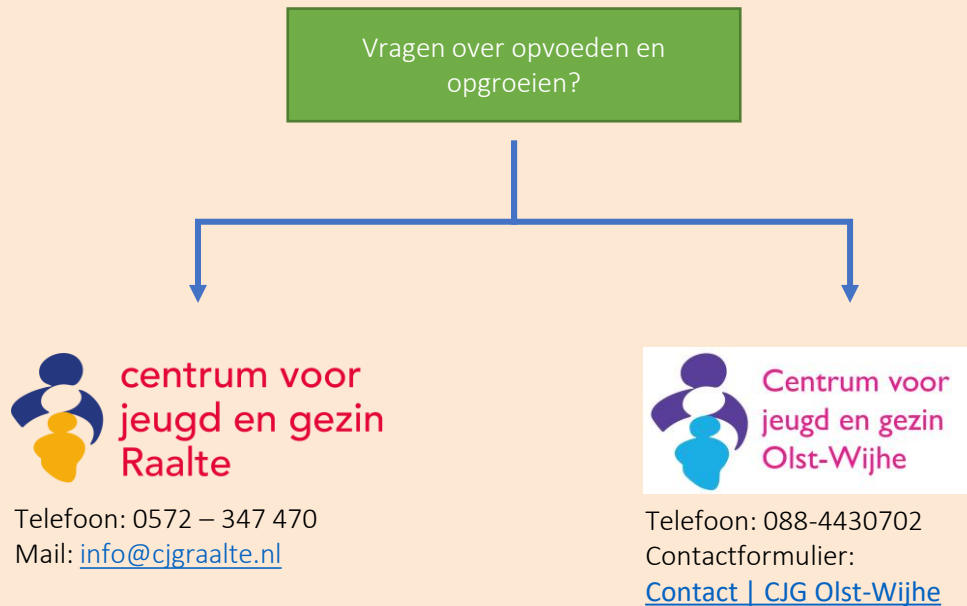 Vragen over opvoeden en
opgroeien?
centrum voor
jeugd en gezin
Raalte
Telefoon: 0572 – 347 470
Mail: info@cjgraalte.nl
Centrum voor
jeugd en gezin
Olst-Wijhe
Telefoon: 088-4430702
Contactformulier:
Contact | CJG Olst-Wijhe